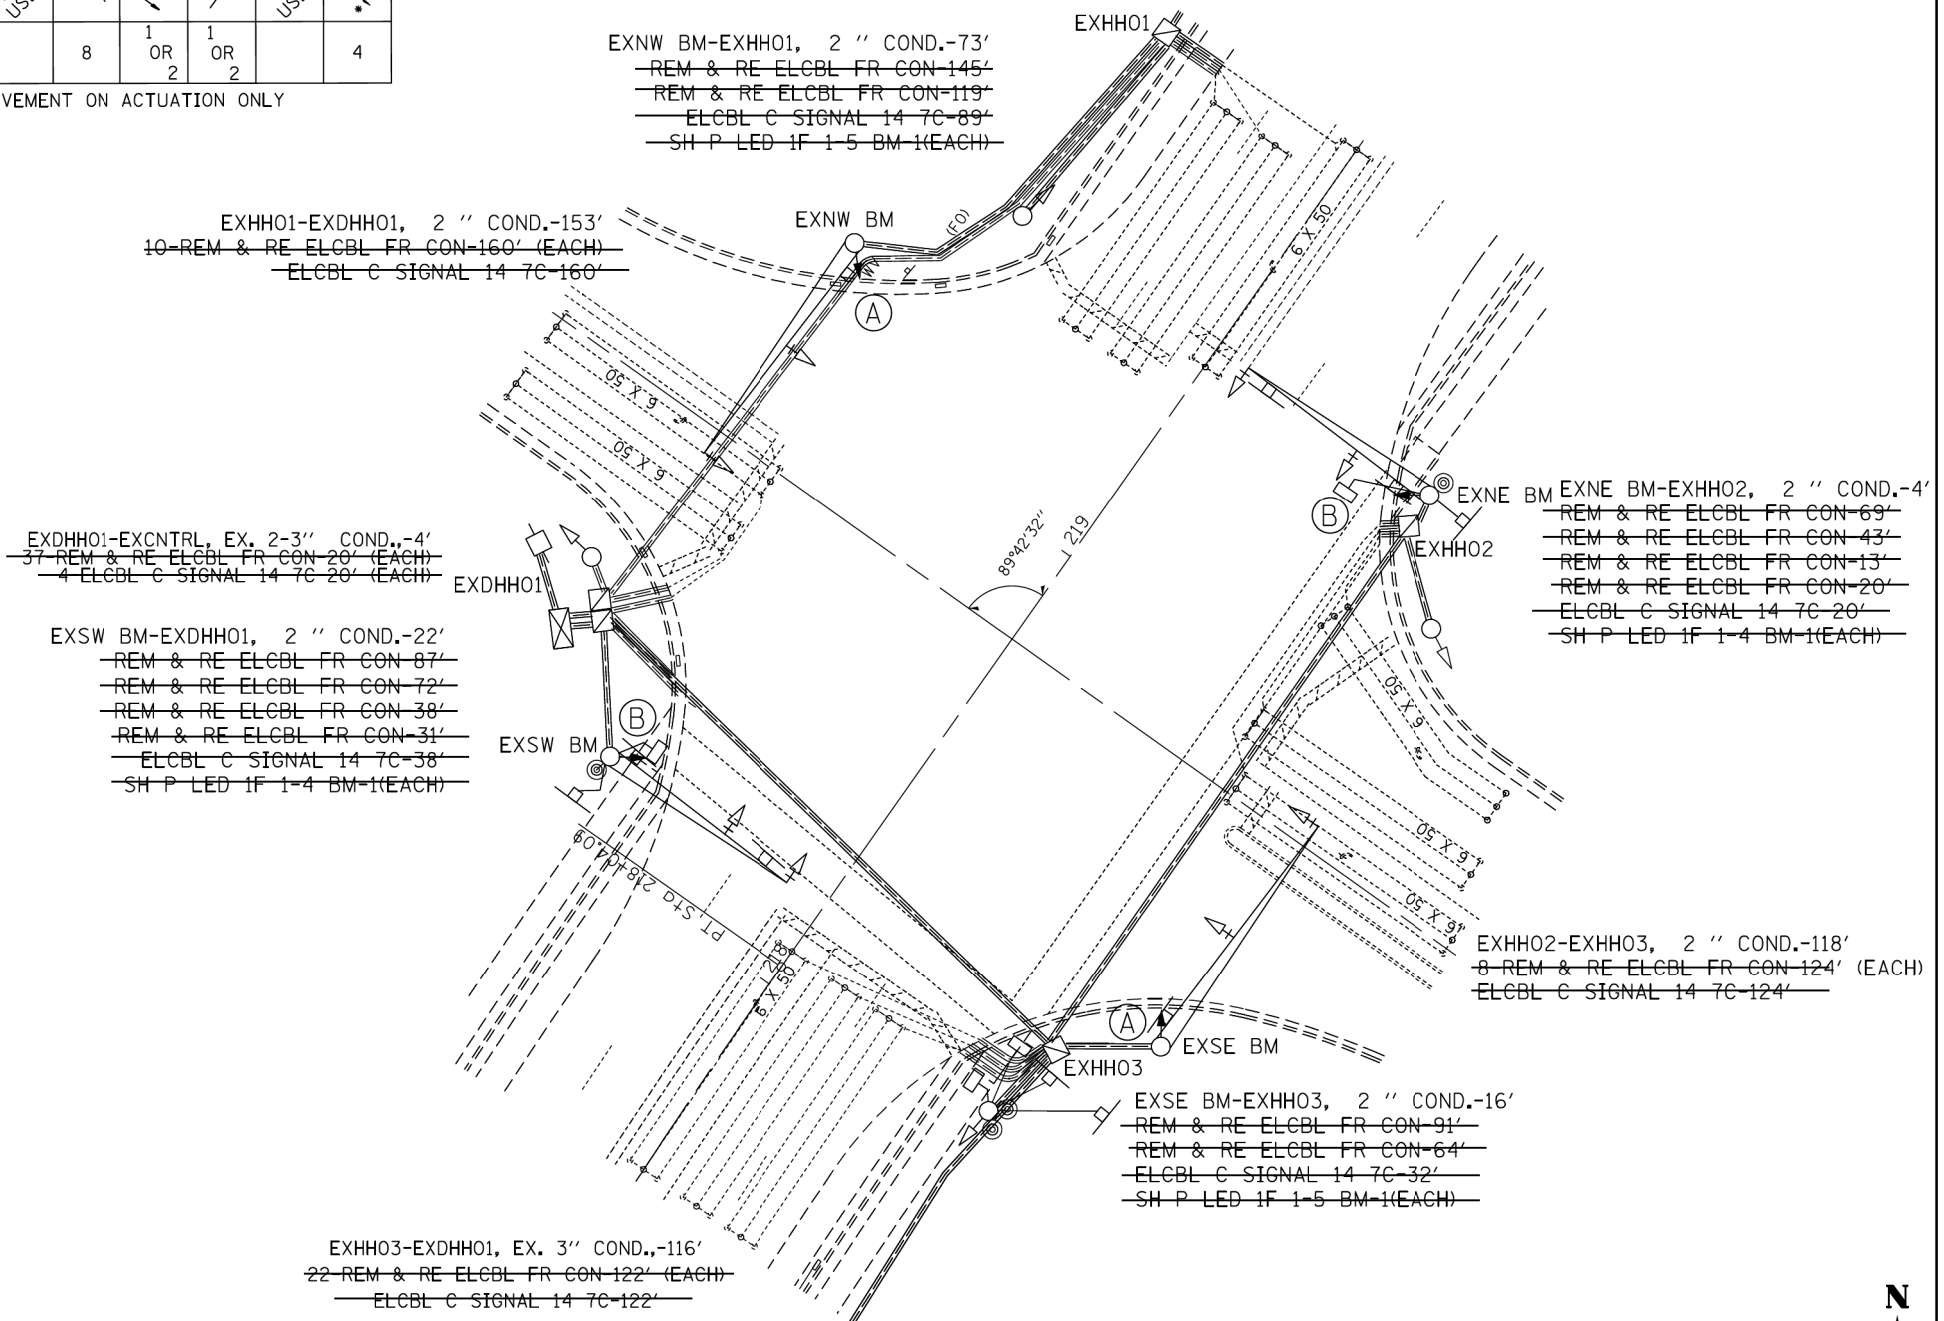 USE
USE
*
8
1 OR 2
1 OR 2
4
VEMENT ON ACTUATION ONLY
EXNW BM-EXHH01, 2 '' COND.-73'
REM & RE ELCBL FR CON-145'
REM & RE ELCBL FR CON-119'
ELCBL C SIGNAL 14 7C-89'
SH P LED 1F 1-5 BM-1(EACH)
EXHH01
EXHH01-EXDHH01, 2 '' COND.-153'
10-REM & RE ELCBL FR CON-160' (EACH)
ELCBL C SIGNAL 14 7C-160'
EXNW BM
(FO)
WV
P
A
6 X 50
6 X 50
6 X 50
EXNE BM
EXNE BM-EXHH02, 2 '' COND.-4'
REM & RE ELCBL FR CON-69'
REM & RE ELCBL FR CON-43'
REM & RE ELCBL FR CON-13'
REM & RE ELCBL FR CON-20'
ELCBL C SIGNAL 14 7C-20'
SH P LED 1F 1-4 BM-1(EACH)
B
EXHH02
89°42'32''
219
EXDHH01-EXCNTRL, EX. 2-3'' COND.,-4'
37-REM & RE ELCBL FR CON-20' (EACH)
4-ELCBL C SIGNAL 14 7C-20' (EACH)
EXDHH01
EXSW BM-EXDHH01, 2 '' COND.-22'
REM & RE ELCBL FR CON-87'
REM & RE ELCBL FR CON-72'
REM & RE ELCBL FR CON-38'
REM & RE ELCBL FR CON-31'
ELCBL C SIGNAL 14 7C-38'
SH P LED 1F 1-4 BM-1(EACH)
B
EXSW BM
6 X 50
6 X 50
6 X 50
PT, Sta 218+04.09
218
6 X 50
EXHH02-EXHH03, 2 '' COND.-118'
8-REM & RE ELCBL FR CON-124' (EACH)
ELCBL C SIGNAL 14 7C-124'
A
EXSE BM
EXHH03
EXSE BM-EXHH03, 2 '' COND.-16'
REM & RE ELCBL FR CON-91'
REM & RE ELCBL FR CON-64'
ELCBL C SIGNAL 14 7C-32'
SH P LED 1F 1-5 BM-1(EACH)
EXHH03-EXDHH01, EX. 3'' COND.,-116'
22-REM & RE ELCBL FR CON-122' (EACH)
ELCBL C SIGNAL 14 7C-122'
N